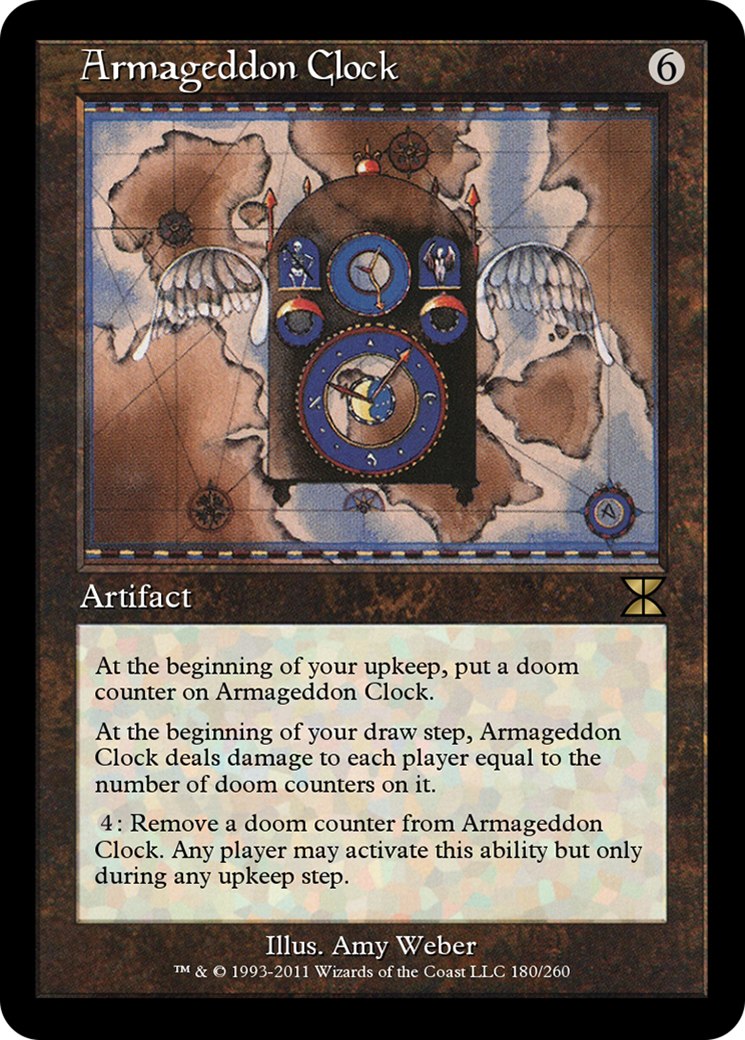 Armageddon Clock 6
Artifact
At the beginning of your upkeep, put a doom
counter on Armageddon Clock.
At the beginning of your draw step, Armageddon
Clock deals damage to each player equal to the
number of doom counters on it.
4: Remove a doom counter from Armageddon
Clock. Any player may activate this ability but only
during any upkeep step.
Illus. Amy Weber
™ & © 1993-2011 Wizards of the Coast LLC 180/260